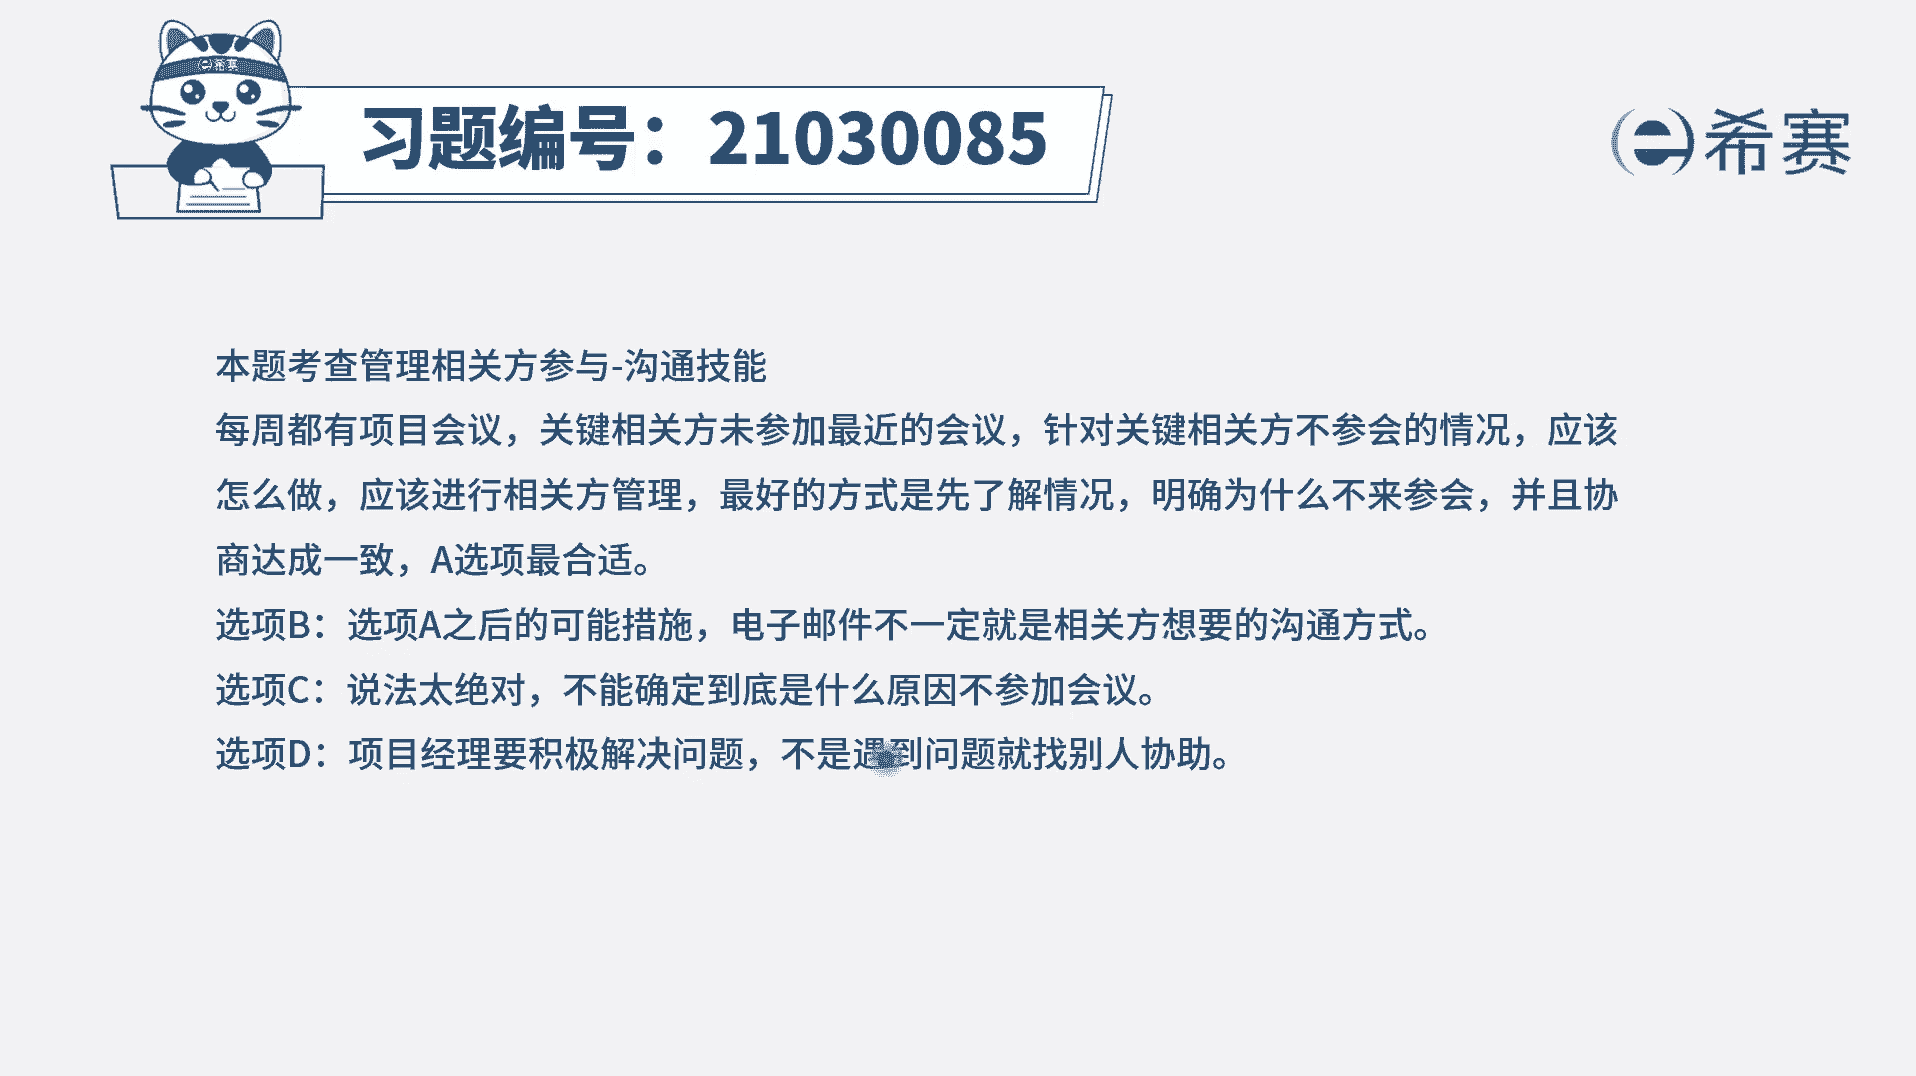 e希赛
习题编号：21030085
e希赛
本题考查管理相关方参与-沟通技能
每周都有项目会议，关键相关方未参加最近的会议，针对关键相关方不参会的情况，应该
怎么做，应该进行相关方管理，最好的方式是先了解情况，明确为什么不来参会，并且协
商达成一致，A选项最合适。
选项B：选项A之后的可能措施，电子邮件不一定就是相关方想要的沟通方式。
选项C：说法太绝对，不能确定到底是什么原因不参加会议。
选项D：项目经理要积极解决问题，不是遇到问题就找别人协助。